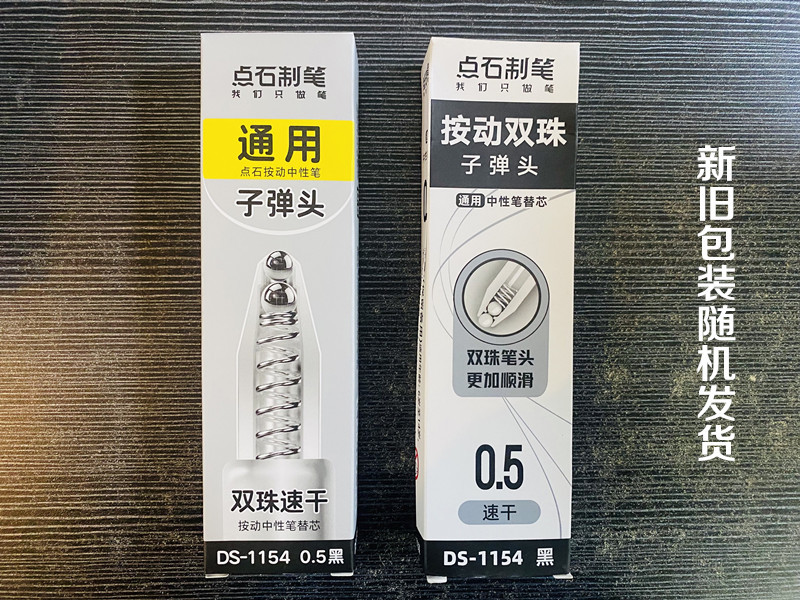 点石制笔
我们只做笔
通用
点石按动中性笔
子弹头
双珠速干
按动中性笔替芯
DS-1154 0.5黑
点石制笔
我们只做笔
按动双珠
子弹头
通用 中性笔替芯
双珠笔头
更加顺滑
0.5
速干
DS-1154 黑
新旧包装随机发货